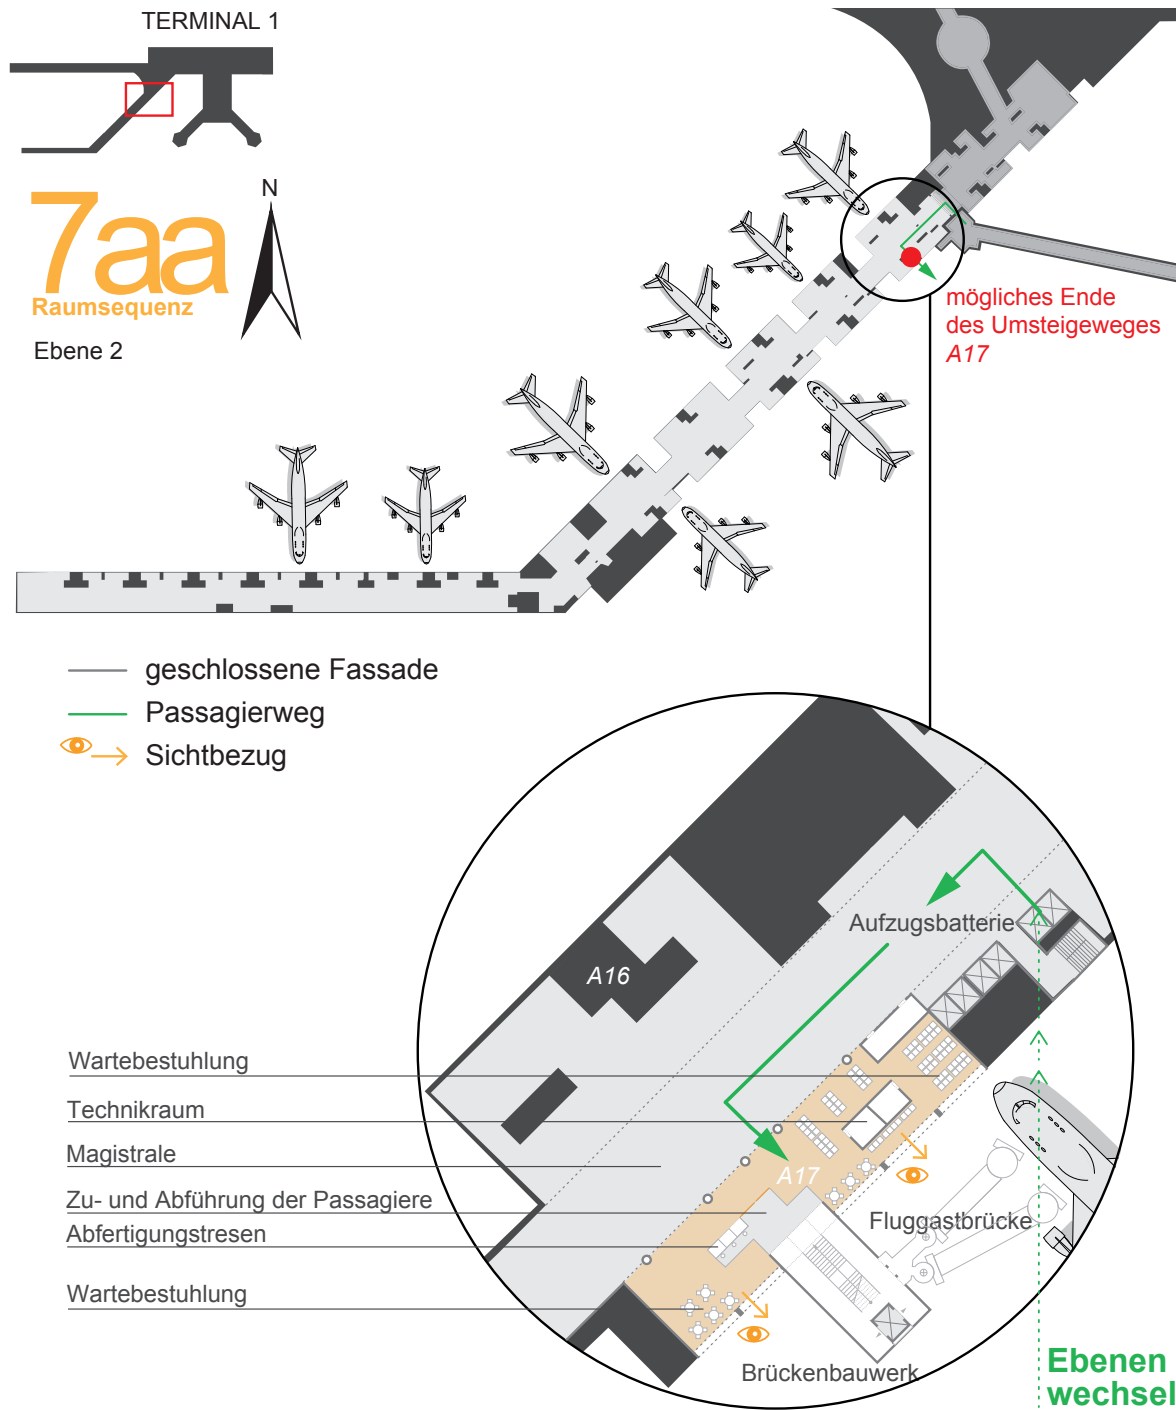 TERMINAL 1
7aa
Raumsequenz
N
Ebene 2
mögliches Ende
des Umsteigeweges
A17
geschlossene Fassade
Passagierweg
Sichtbezug
Aufzugsbatterie
A16
Wartebestuhlung
Technikraum
Magistrale
A17
Zu- und Abführung der Passagiere
Fluggastbrücke
Abfertigungstresen
Wartebestuhlung
Brückenbauwerk
Ebenen
wechsel